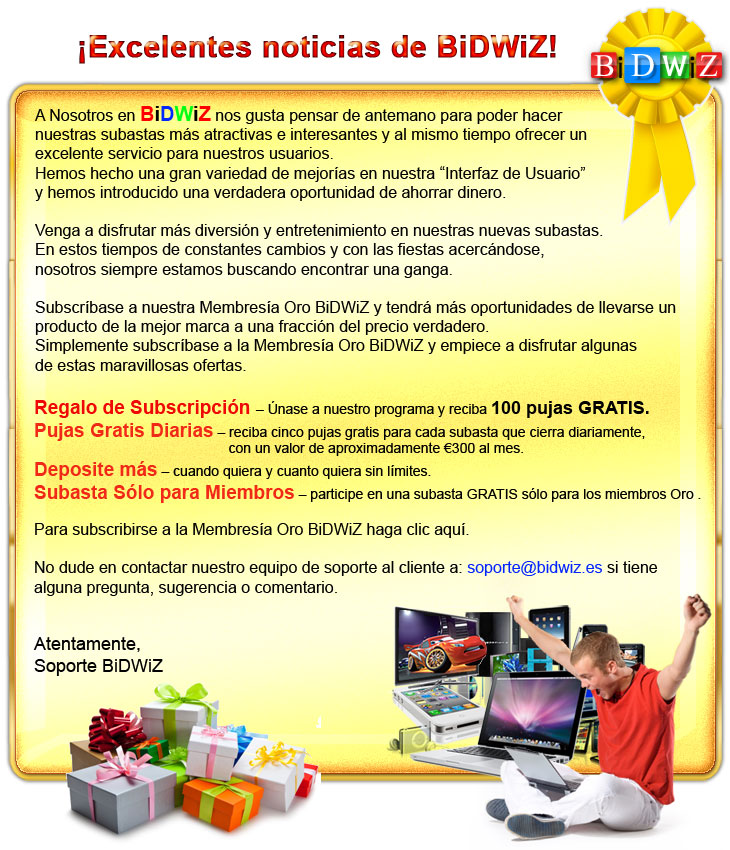 ¡Excelentes noticias de BiDWiZ!
BiDWiZ
A Nosotros en BiDWiZ nos gusta pensar de antemano para poder hacer
nuestras subastas más atractivas e interesantes y al mismo tiempo ofrecer un
excelente servicio para nuestros usuarios.
Hemos hecho una gran variedad de mejorías en nuestra “Interfaz de Usuario”
y hemos introducido una verdadera oportunidad de ahorrar dinero.
Venga a disfrutar más diversión y entretenimiento en nuestras nuevas subastas.
En estos tiempos de constantes cambios y con las fiestas acercándose,
nosotros siempre estamos buscando encontrar una ganga.
Subscríbase a nuestra Membresía Oro BiDWiZ y tendrá más oportunidades de llevarse un
producto de la mejor marca a una fracción del precio verdadero.
Simplemente subscríbase a la Membresía Oro BiDWiZ y empiece a disfrutar algunas
de estas maravillosas ofertas.
Regalo de Subscripción – Únase a nuestro programa y reciba 100 pujas GRATIS.
Pujas Gratis Diarias – reciba cinco pujas gratis para cada subasta que cierra diariamente,
con un valor de aproximadamente €300 al mes.
Deposite más – cuando quiera y cuanto quiera sin límites.
Subasta Sólo para Miembros – participe en una subasta GRATIS sólo para los miembros Oro .
Para subscribirse a la Membresía Oro BiDWiZ haga clic aquí.
No dude en contactar nuestro equipo de soporte al cliente a: soporte@bidwiz.es si tiene
alguna pregunta, sugerencia o comentario.
Atentamente,
Soporte BiDWiZ